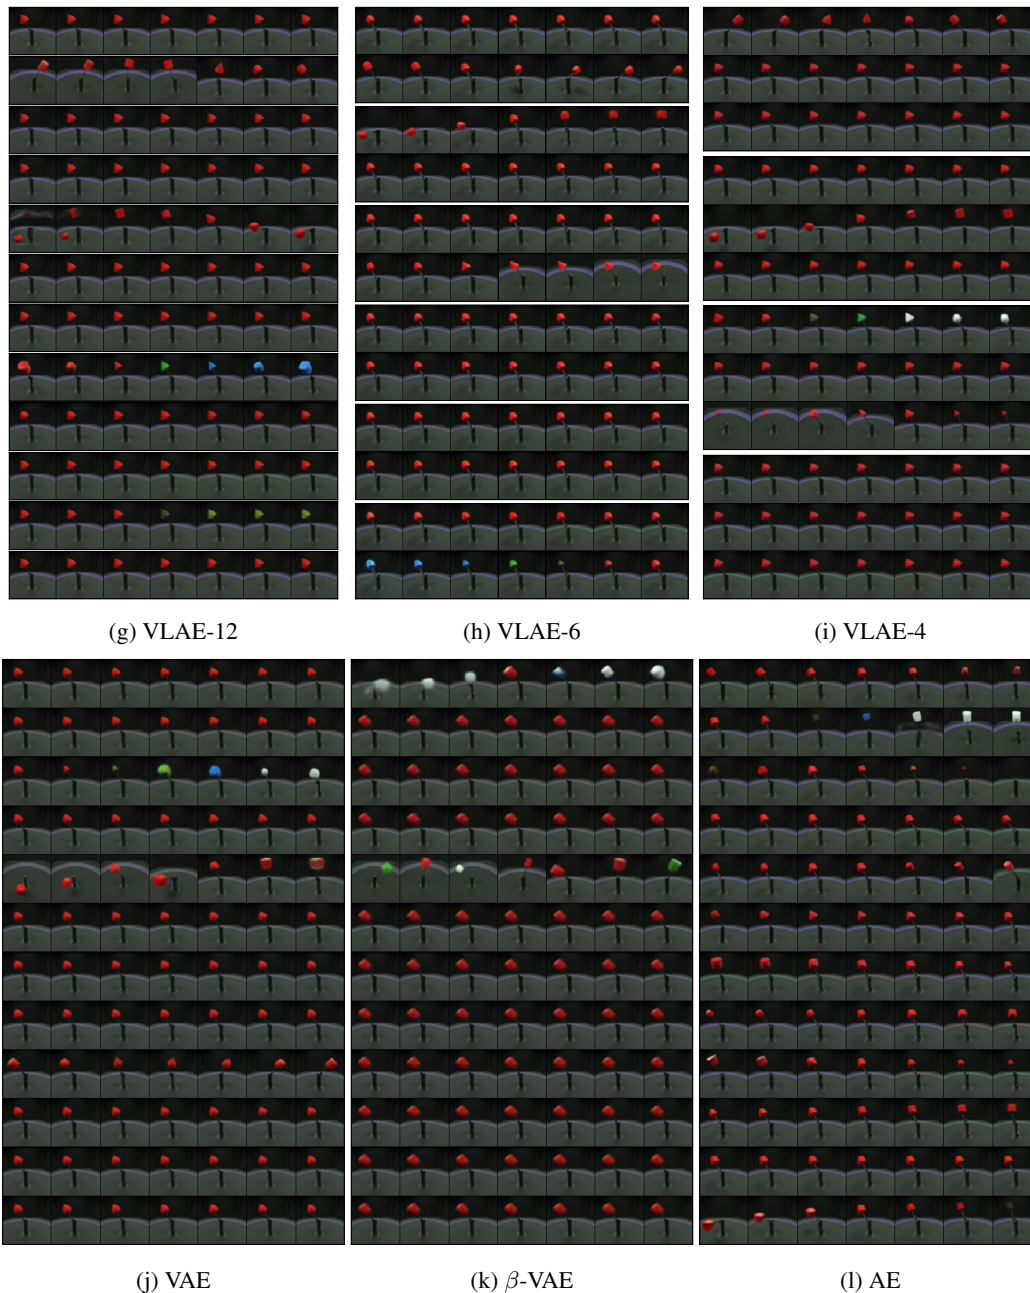 (g) VLAE-12
(h) VLAE-6
(i) VLAE-4
(j) VAE
(k) β-VAE
(l) AE